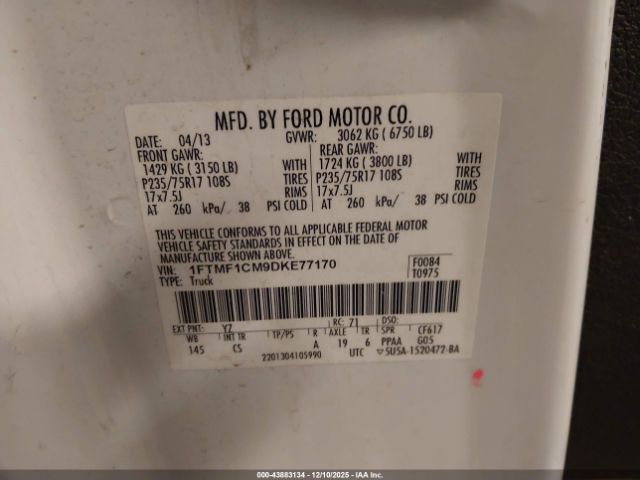 MFD. BY FORD MOTOR CO.
DATE: 04/13 GVWR: 3062 KG ( 6750 LB)
FRONT GAWR: REAR GAWR:
1429 KG ( 3150 LB) WITH 1724 KG ( 3800 LB) WITH
P235/75R17 108S TIRES P235/75R17 108S TIRES
17x7.5J RIMS 17x7.5J RIMS
AT 260 kPa/ 38 PSI COLD AT 260 kPa/ 38 PSI COLD
THIS VEHICLE CONFORMS TO ALL APPLICABLE FEDERAL MOTOR
VEHICLE SAFETY STANDARDS IN EFFECT ON THE DATE OF
MANUFACTURE SHOWN ABOVE.
VIN: 1FTMF1CM9DKE77170 F0084
TYPE: Truck T0975
EXT PNT: YZ RC: 71 DSO:
WB INT TR TP/PS R AXLE TR SPR CF617
145 CS A 19 6 PPAA G05
2201304105990 UTC 5U5A-1520472-BA
000-43883134 - 12/10/2025 - IAA Inc.